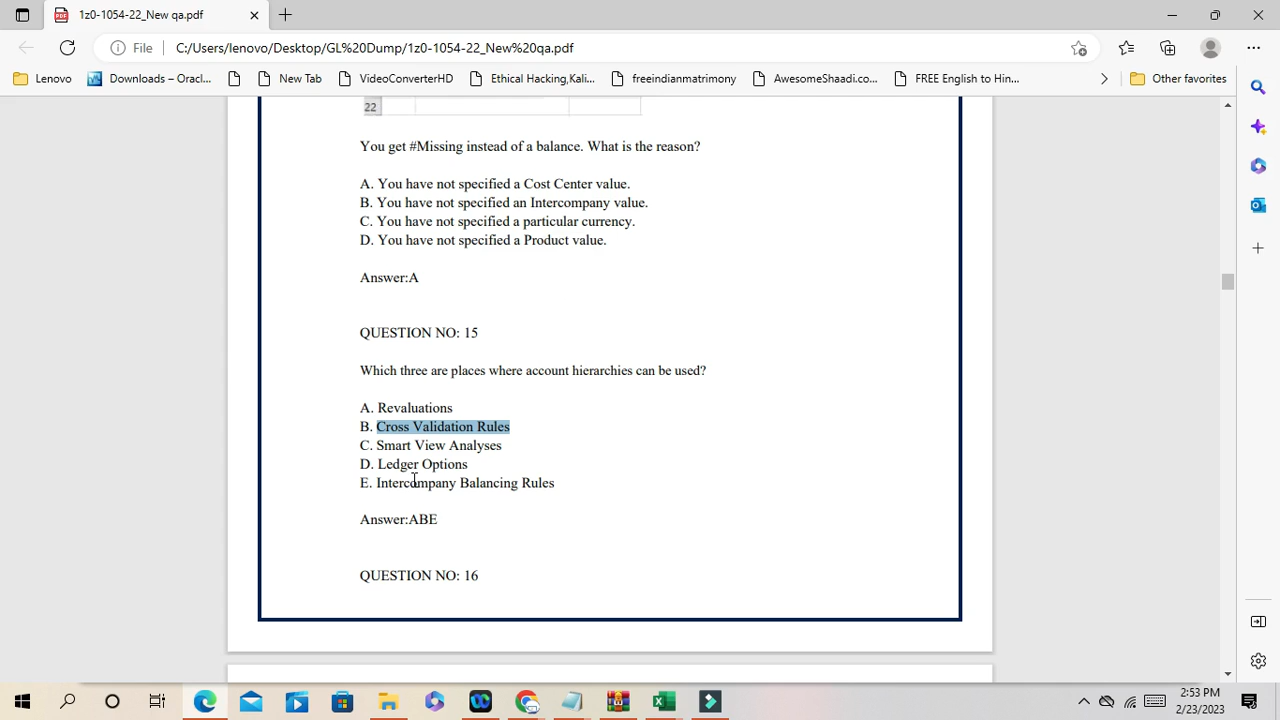 1z0-1054-22_New qa.pdf
File
C:/Users/lenovo/Desktop/GL%20Dump/1z0-1054-22_New%20qa.pdf
Lenovo
Downloads – Oracl...
New Tab
VideoConverterHD
Ethical Hacking,Kali...
freeindianmatrimony
AwesomeShaadi.co...
FREE English to Hin...
Other favorites
22
You get #Missing instead of a balance. What is the reason?
A. You have not specified a Cost Center value.
B. You have not specified an Intercompany value.
C. You have not specified a particular currency.
D. You have not specified a Product value.
Answer:A
QUESTION NO: 15
Which three are places where account hierarchies can be used?
A. Revaluations
B. Cross Validation Rules
C. Smart View Analyses
D. Ledger Options
E. Intercompany Balancing Rules
Answer:ABE
QUESTION NO: 16
2:53 PM
2/23/2023